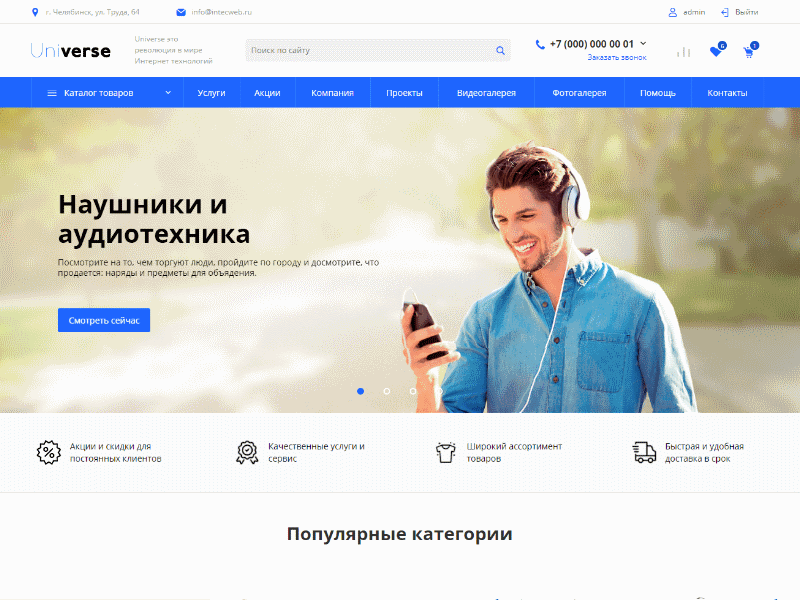 г. Челябинск, ул. Труда, 64
info@intecweb.ru
admin
Выйти
Universe
Universe это
революция в мире
Интернет технологий
Поиск по сайту
+7 (000) 000 00 01
Заказать звонок
6
1
Каталог товаров
Услуги
Акции
Компания
Проекты
Видеогалерея
Фотогалерея
Помощь
Контакты
Наушники и
аудиотехника
Посмотрите на то, чем торгуют люди, пройдите по городу и досмотрите, что
продается: наряды и предметы для объядения.
Смотреть сейчас
Акции и скидки для
постоянных клиентов
Качественные услуги и
сервис
Широкий ассортимент
товаров
Быстрая и удобная
доставка в срок
Популярные категории